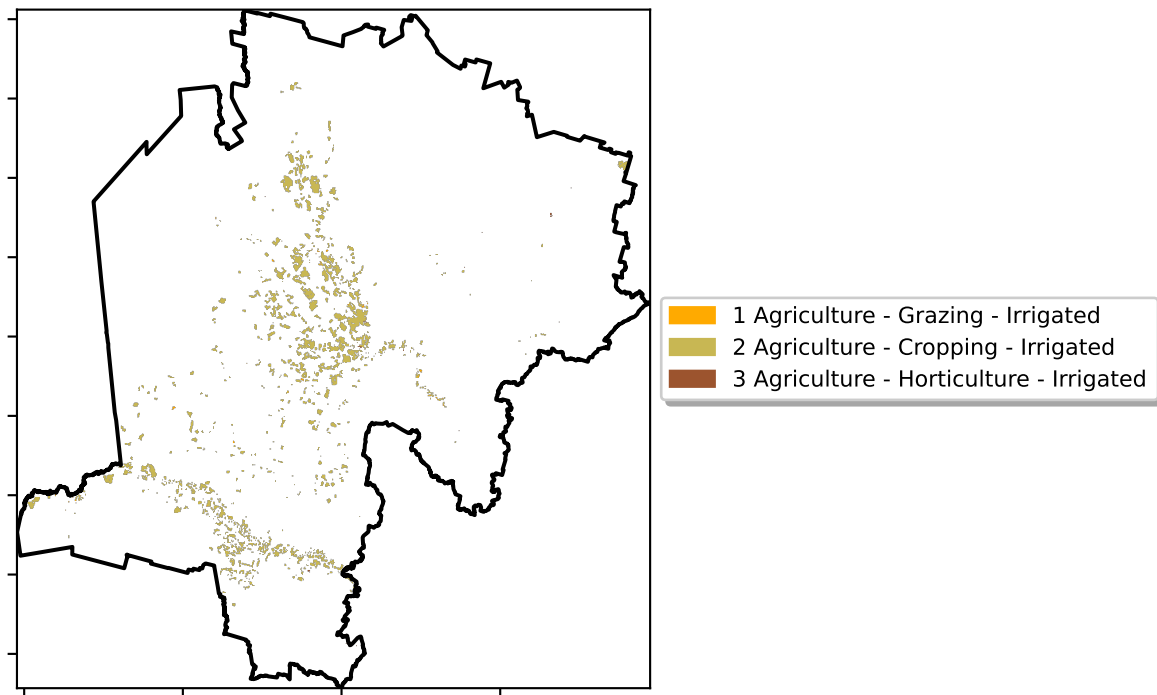 1 Agriculture - Grazing - Irrigated
2 Agriculture - Cropping - Irrigated
3 Agriculture - Horticulture - Irrigated